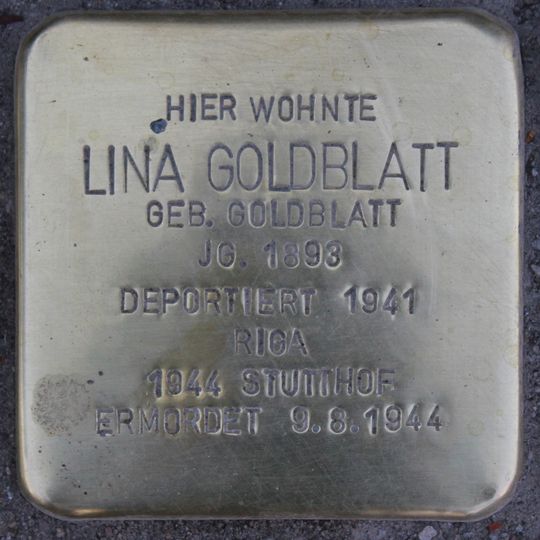 HIER WOHNTE
LINA GOLDBLATT
GEB. GOLDBLATT
JG. 1893
DEPORTIERT 1941
RIGA
1944 STUTTHOF
ERMORDET 9.8.1944